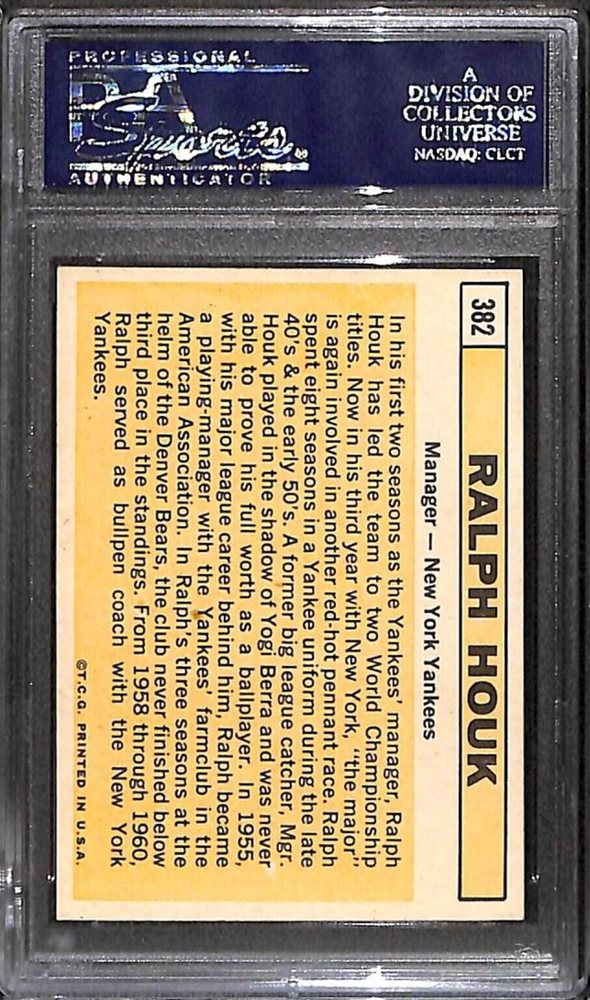 PROFESSIONAL
PSA
Sports
AUTHENTICATOR
A
DIVISION OF
COLLECTORS
UNIVERSE
NASDAQ: CLCT
382
RALPH HOUK
Manager — New York Yankees
In his first two seasons as the Yankees' manager, Ralph
Houk has led the team to two World Championship
titles. Now in his third year with New York, "the major"
is again involved in another red-hot pennant race. Ralph
spent eight seasons in a Yankee uniform during the late
40's & the early 50's. A former big league catcher, Mgr.
Houk played in the shadow of Yogi Berra and was never
able to prove his full worth as a ballplayer. In 1955,
with his major league career behind him, Ralph became
a playing-manager with the Yankees' farmclub in the
American Association. In Ralph's three seasons at the
helm of the Denver Bears, the club never finished below
third place in the standings. From 1958 through 1960,
Ralph served as bullpen coach with the New York
Yankees.
©T.C.G. PRINTED IN U.S.A.